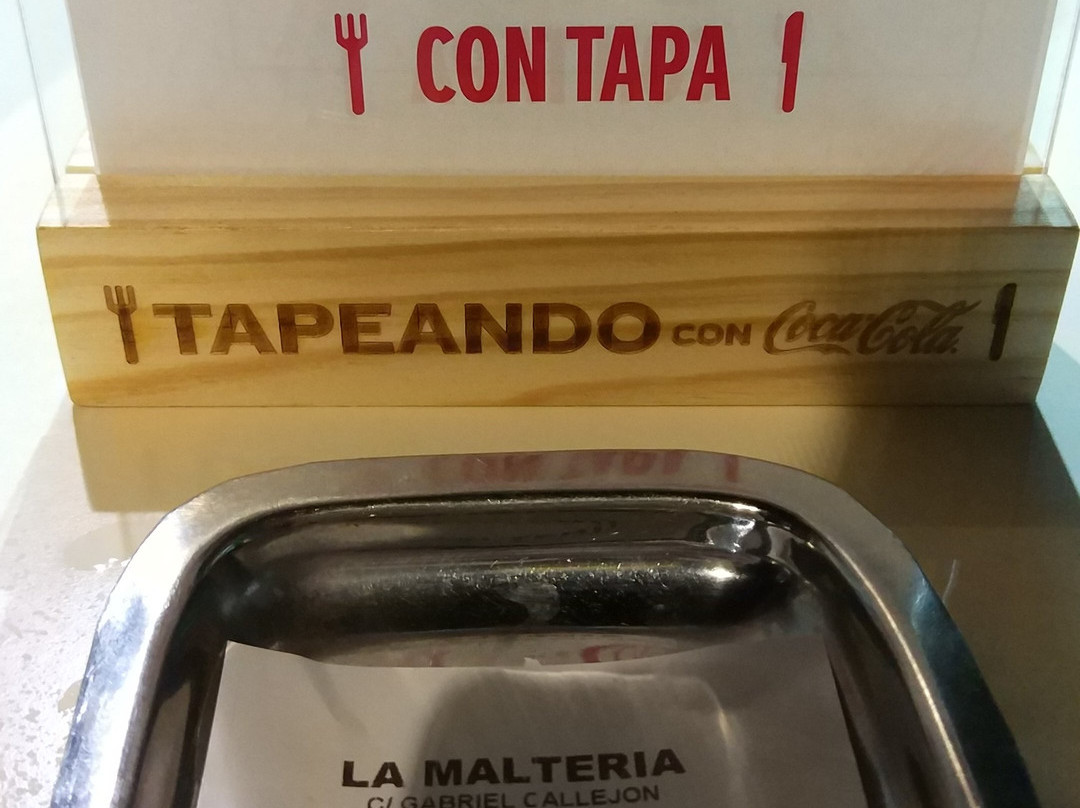 CON TAPA
TAPEANDO CON Coca-Cola
LA MALTERIA
C/ GABRIEL CALLEJON